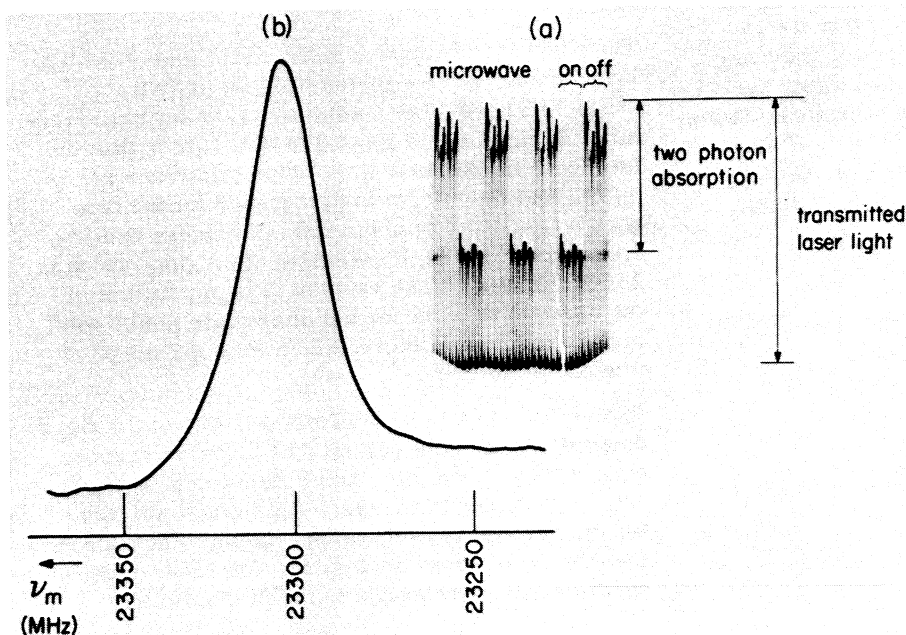 (b)
(a)
microwave on off
two photon
absorption
transmitted
laser light
23350
23300
23250
ν_m
(MHz)